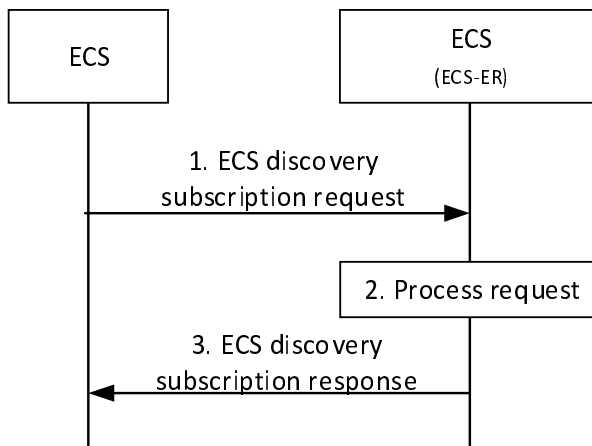 ECS
ECS
(ECS-ER)
1. ECS discovery
subscription request
2. Process request
3. ECS discovery
subscription response